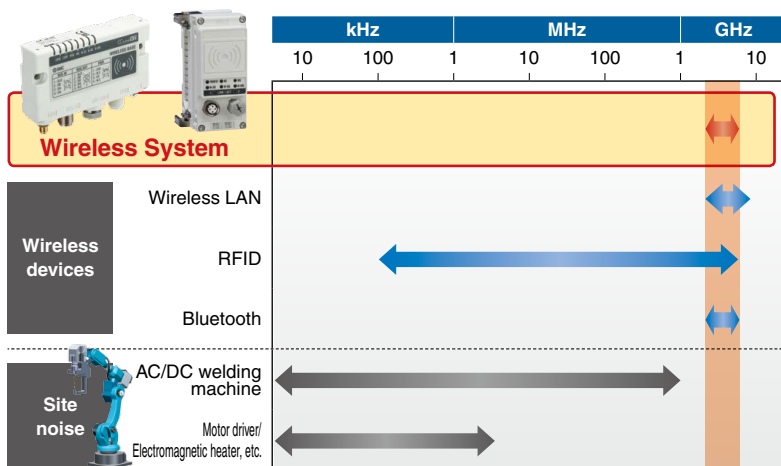 kHz MHz GHz
10 100 1 10 100 1 10
Wireless System
Wireless LAN
Wireless
devices
RFID
Bluetooth
AC/DC welding
machine
Site
noise
Motor driver/
Electromagnetic heater, etc.